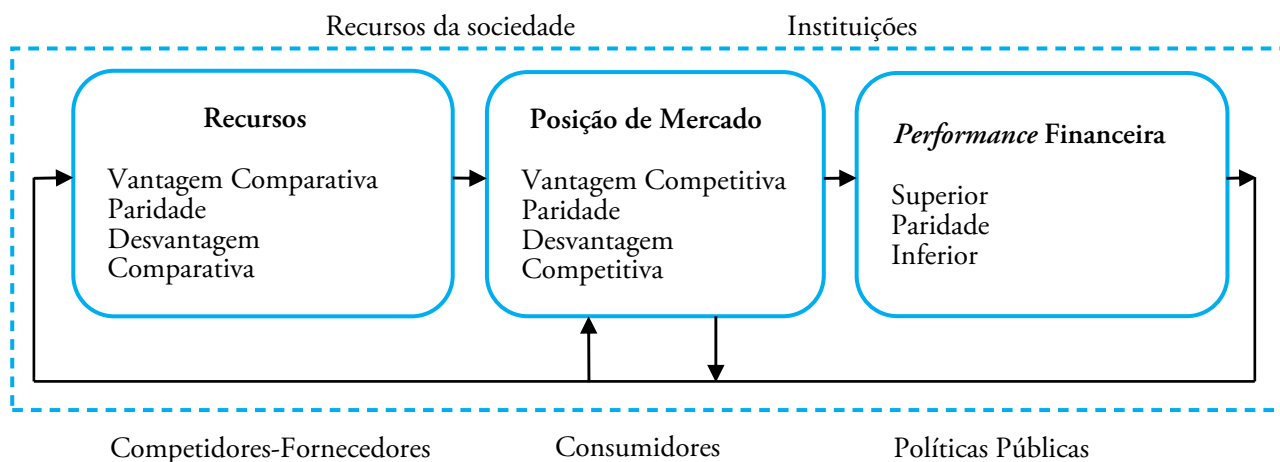 Recursos da sociedade
Instituições
Recursos
Vantagem Comparativa
Paridade
Desvantagem
Comparativa
Posição de Mercado
Vantagem Competitiva
Paridade
Desvantagem
Competitiva
Performance Financeira
Superior
Paridade
Inferior
Competidores-Fornecedores
Consumidores
Políticas Públicas